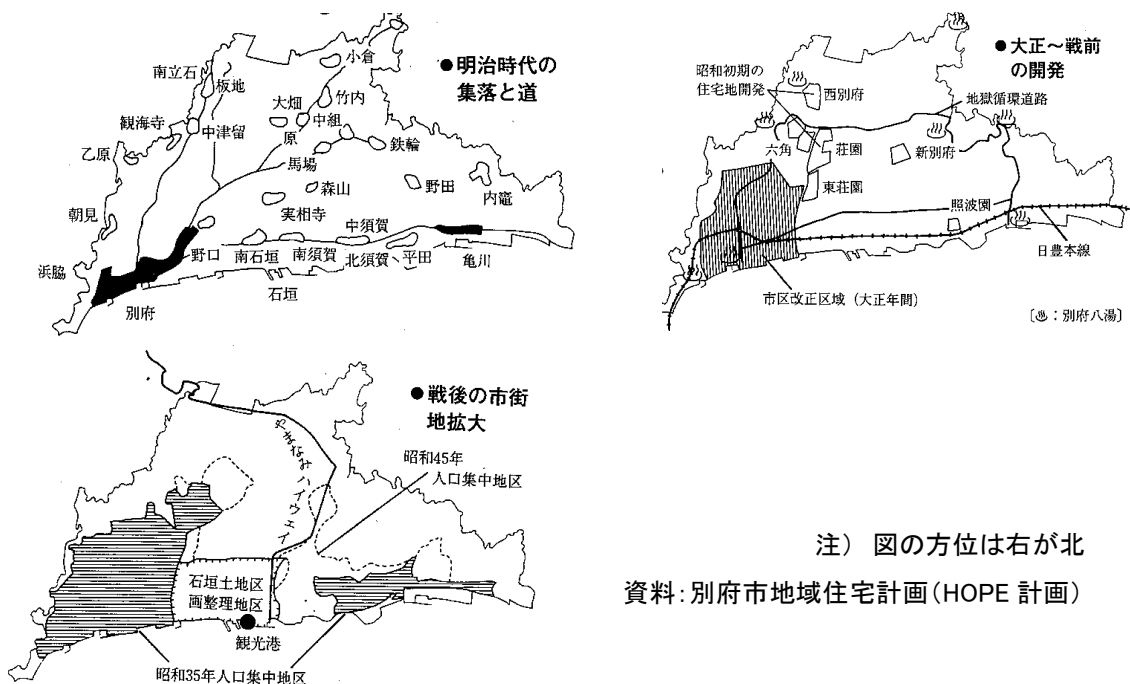 ●明治時代の
集落と道
小倉
南立石
板地
大畑
竹内
観海寺
中津留
中組
原
鉄輪
乙原
馬場
森山
野田
内竈
朝見
実相寺
中須賀
浜脇
野口
南石垣
南須賀
北須賀
平田
亀川
石垣
別府
●大正～戦前
の開発
昭和初期の
住宅地開発
西別府
地獄循環道路
六角
荘園
新別府
東荘園
照波園
日豊本線
市区改正区域（大正年間）
〔♨：別府八湯〕
●戦後の市街
地拡大
やまなみハイウェイ
昭和45年
人口集中地区
石垣土地区
画整理地区
観光港
昭和35年人口集中地区
注） 図の方位は右が北
資料：別府市地域住宅計画（HOPE 計画）